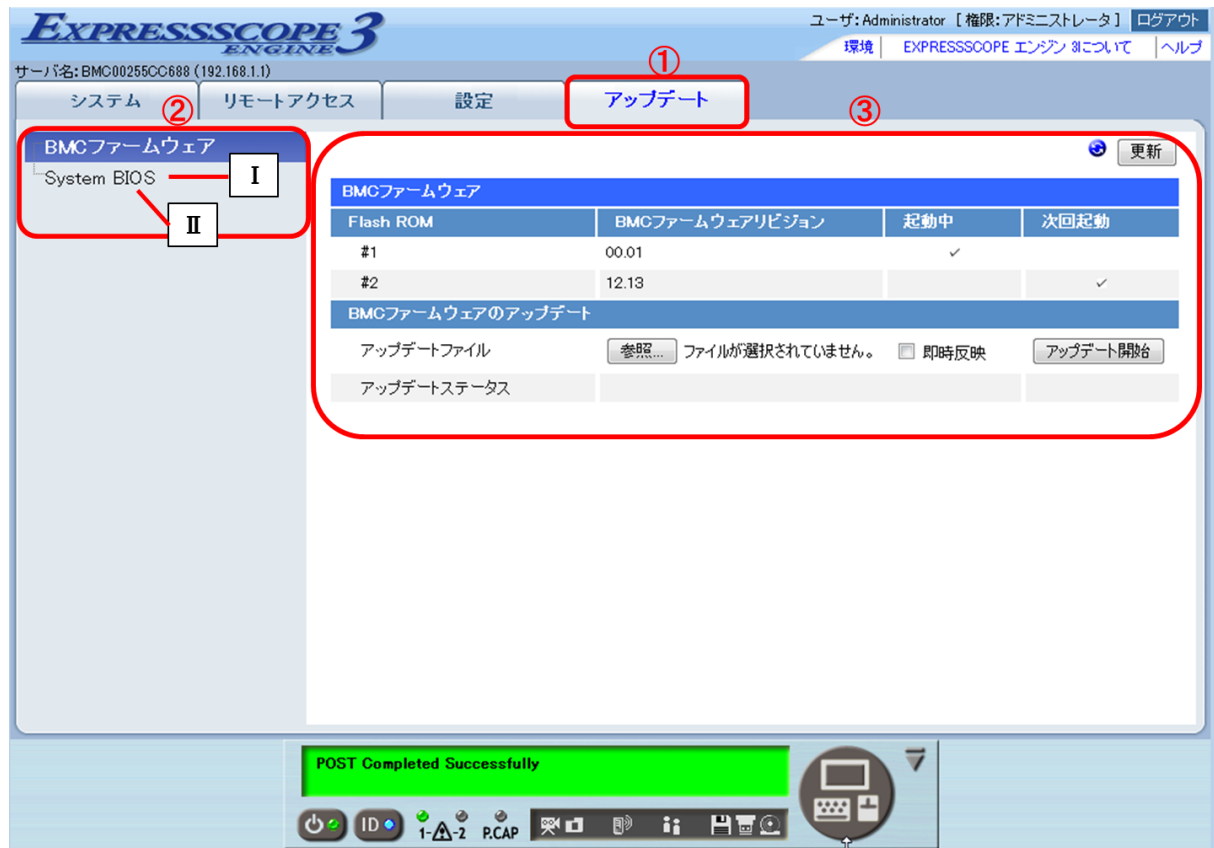 EXPRESSSCOPE
ENGINE 3
ユーザ: Administrator [権限:アドミニストレータ] ログアウト
環境 EXPRESSSCOPE エンジン 3について ヘルプ
サーバ名: BMC00255CC688 (192.168.1.1)
①
システム リモートアクセス 設定 アップデート
② ③
BMCファームウェア
System BIOS
Ⅰ
Ⅱ
更新
BMCファームウェア
Flash ROM BMCファームウェアリビジョン 起動中 次回起動
#1 00.01 ✓
#2 12.13 ✓
BMCファームウェアのアップデート
アップデートファイル 参照... ファイルが選択されていません。 即時反映 アップデート開始
アップデートステータス
POST Completed Successfully
ID 1-2 P.CAP